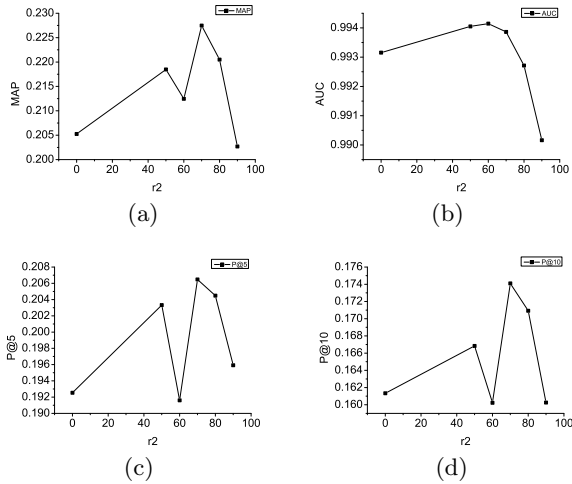 MAP
0.230
0.225
0.220
0.215
0.210
0.205
0.200
MAP
0 20 40 60 80 100
r2
(a)
AUC
0.994
0.993
0.992
0.991
0.990
AUC
0 20 40 60 80 100
r2
(b)
P@5
0.208
0.206
0.204
0.202
0.200
0.198
0.196
0.194
0.192
0.190
P@5
0 20 40 60 80 100
r2
(c)
P@10
0.176
0.174
0.172
0.170
0.168
0.166
0.164
0.162
0.160
P@10
0 20 40 60 80 100
r2
(d)